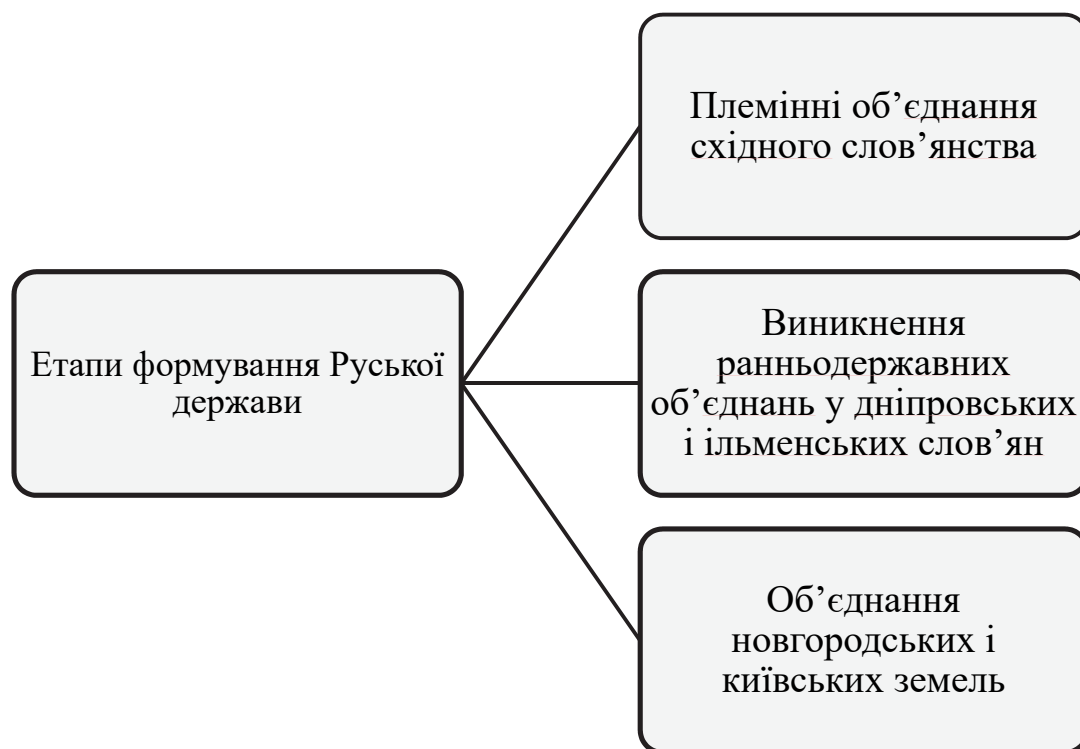 Племінні об’єднання
східного слов’янства
Етапи формування Руської
держави
Виникнення
ранньодержавних
об’єднань у дніпровських
і ільменських слов’ян
Об’єднання
новгородських і
київських земель